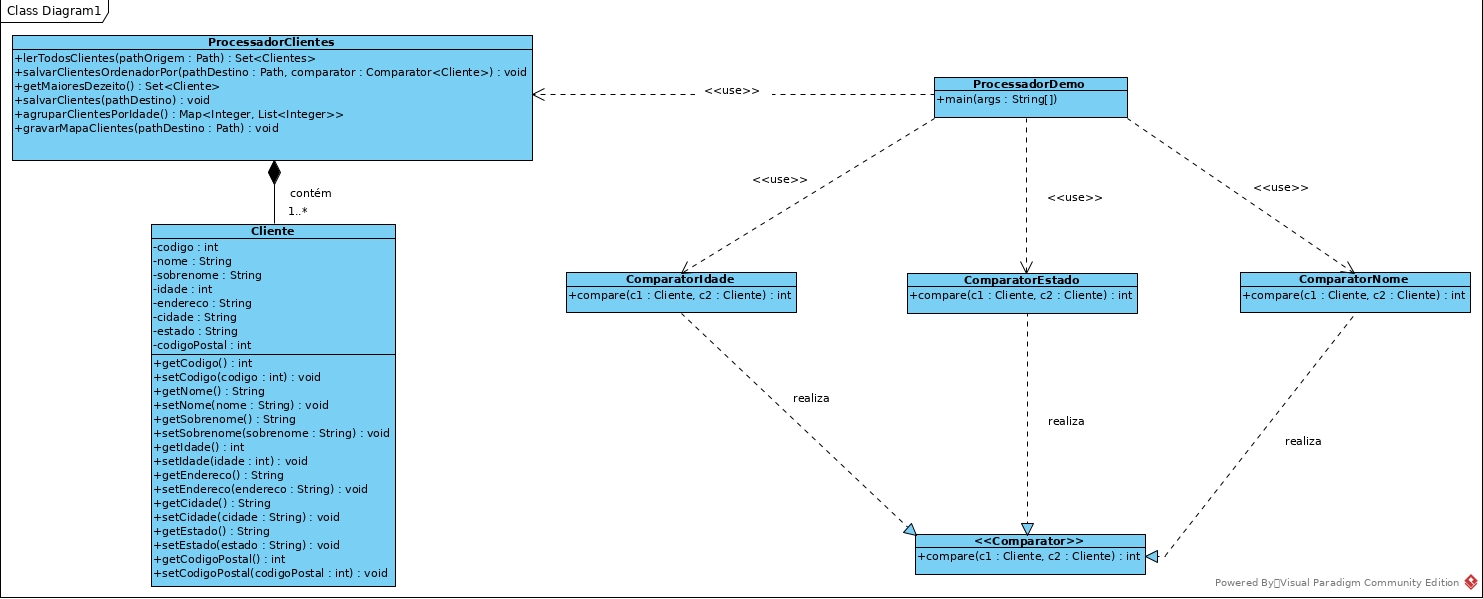 Class Diagram1
ProcessadorClientes
+lerTodosClientes(pathOrigem : Path) : Set<Clientes>
+salvarClientesOrdenadorPor(pathDestino : Path, comparator : Comparator<Cliente>) : void
+getMaioresDezeito() : Set<Cliente>
+salvarClientes(pathDestino) : void
+agruparClientesPorIdade() : Map<Integer, List<Integer>>
+gravarMapaClientes(pathDestino : Path) : void
<<use>>
ProcessadorDemo
+main(args : String[])
contém
1..*
Cliente
-codigo : int
-nome : String
-sobrenome : String
-idade : int
-endereco : String
-cidade : String
-estado : String
-codigoPostal : int
+getCodigo() : int
+setCodigo(codigo : int) : void
+getNome() : String
+setNome(nome : String) : void
+getSobrenome() : String
+setSobrenome(sobrenome : String) : void
+getIdade() : int
+setIdade(idade : int) : void
+getEndereco() : String
+setEndereco(endereco : String) : void
+getCidade() : String
+setCidade(cidade : String) : void
+getEstado() : String
+setEstado(estado : String) : void
+getCodigoPostal() : int
+setCodigoPostal(codigoPostal : int) : void
<<use>>
<<use>>
<<use>>
ComparatorIdade
+compare(c1 : Cliente, c2 : Cliente) : int
ComparatorEstado
+compare(c1 : Cliente, c2 : Cliente) : int
ComparatorNome
+compare(c1 : Cliente, c2 : Cliente) : int
realiza
realiza
realiza
<<Comparator>>
+compare(c1 : Cliente, c2 : Cliente) : int
Powered By Visual Paradigm Community Edition